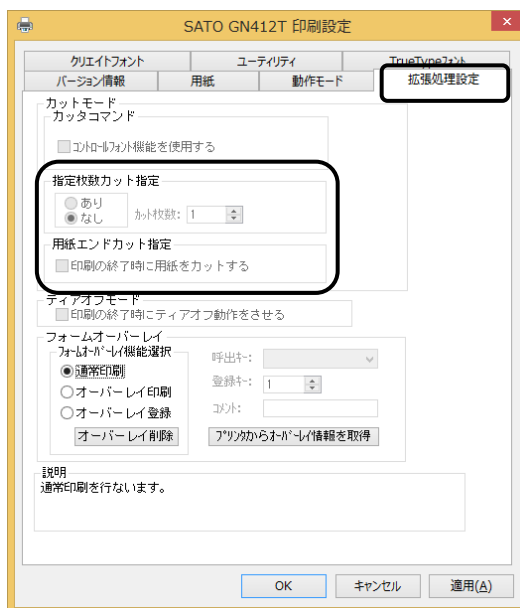 SATO GN412T 印刷設定
クリエイトフォント ユーティリティ TrueTypeフォント
バージョン情報 用紙 動作モード 拡張処理設定
カットモード
カッタコマンド
コントロールフォント機能を使用する
指定枚数カット指定
あり
なし カット枚数: 1
用紙エンドカット指定
印刷の終了時に用紙をカットする
ティアオフモード
印刷の終了時にティアオフ動作をさせる
フォームオーバーレイ
フォームオーバーレイ機能選択
通常印刷
オーバーレイ印刷
オーバーレイ登録
オーバーレイ削除
呼出キー:
登録キー: 1
コメント:
プリンタからオーバーレイ情報を取得
説明
通常印刷を行ないます。
OK キャンセル 適用(A)